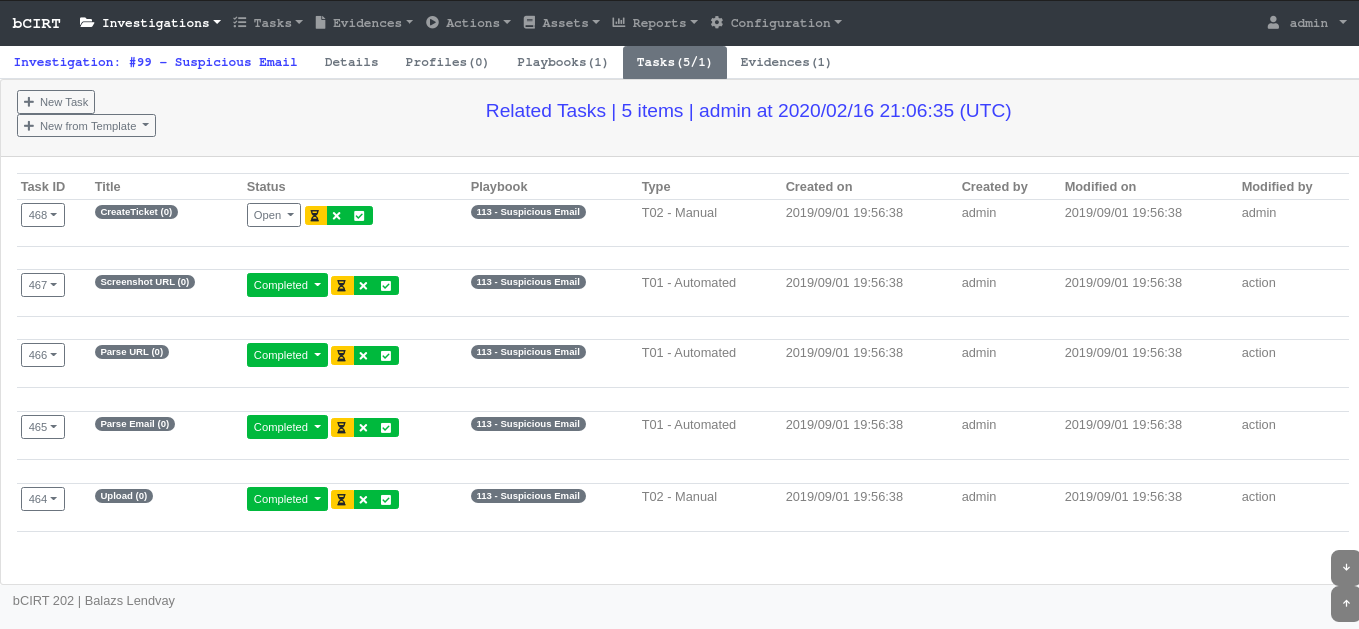 bCIRT Investigations Tasks Evidences Actions Assets Reports Configuration admin
Investigation: #99 - Suspicious Email Details Profiles(0) Playbooks(1) Tasks(5/1) Evidences(1)
New Task
New from Template
Related Tasks | 5 items | admin at 2020/02/16 21:06:35 (UTC)
Task ID Title Status Playbook Type Created on Created by Modified on Modified by
468 CreateTicket (0) Open 113 - Suspicious Email T02 - Manual 2019/09/01 19:56:38 admin 2019/09/01 19:56:38 admin
467 Screenshot URL (0) Completed 113 - Suspicious Email T01 - Automated 2019/09/01 19:56:38 admin 2019/09/01 19:56:38 action
466 Parse URL (0) Completed 113 - Suspicious Email T01 - Automated 2019/09/01 19:56:38 admin 2019/09/01 19:56:38 action
465 Parse Email (0) Completed 113 - Suspicious Email T01 - Automated 2019/09/01 19:56:38 admin 2019/09/01 19:56:38 action
464 Upload (0) Completed 113 - Suspicious Email T02 - Manual 2019/09/01 19:56:38 admin 2019/09/01 19:56:38 action
bCIRT 202 | Balazs Lendvay